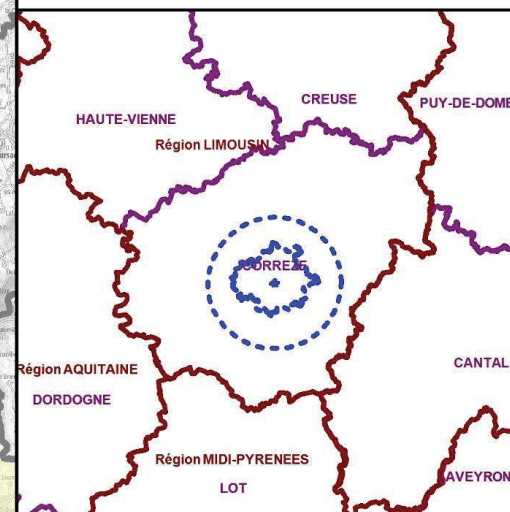 CREUSE
PUY-DE-DOME
HAUTE-VIENNE
Région LIMOUSIN
CORREZE
CANTAL
Région AQUITAINE
DORDOGNE
Région MIDI-PYRENEES
AVEYRON
LOT